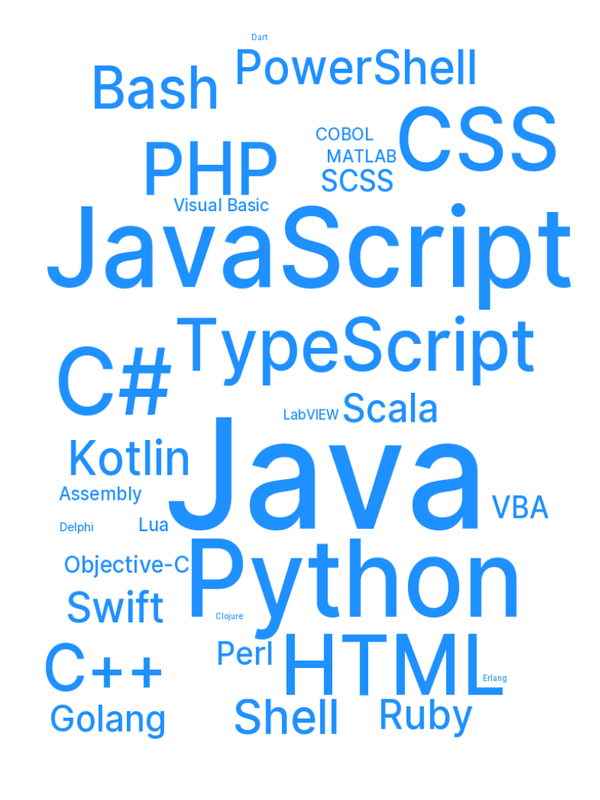 Dart
PowerShell
Bash
CSS
COBOL
PHP
MATLAB
SCSS
Visual Basic
JavaScript
TypeScript
C#
LabVIEW
Scala
Kotlin
Java
Assembly
VBA
Delphi
Lua
Objective-C
Python
Swift
Clojure
Perl
HTML
C++
Erlang
Golang
Shell
Ruby